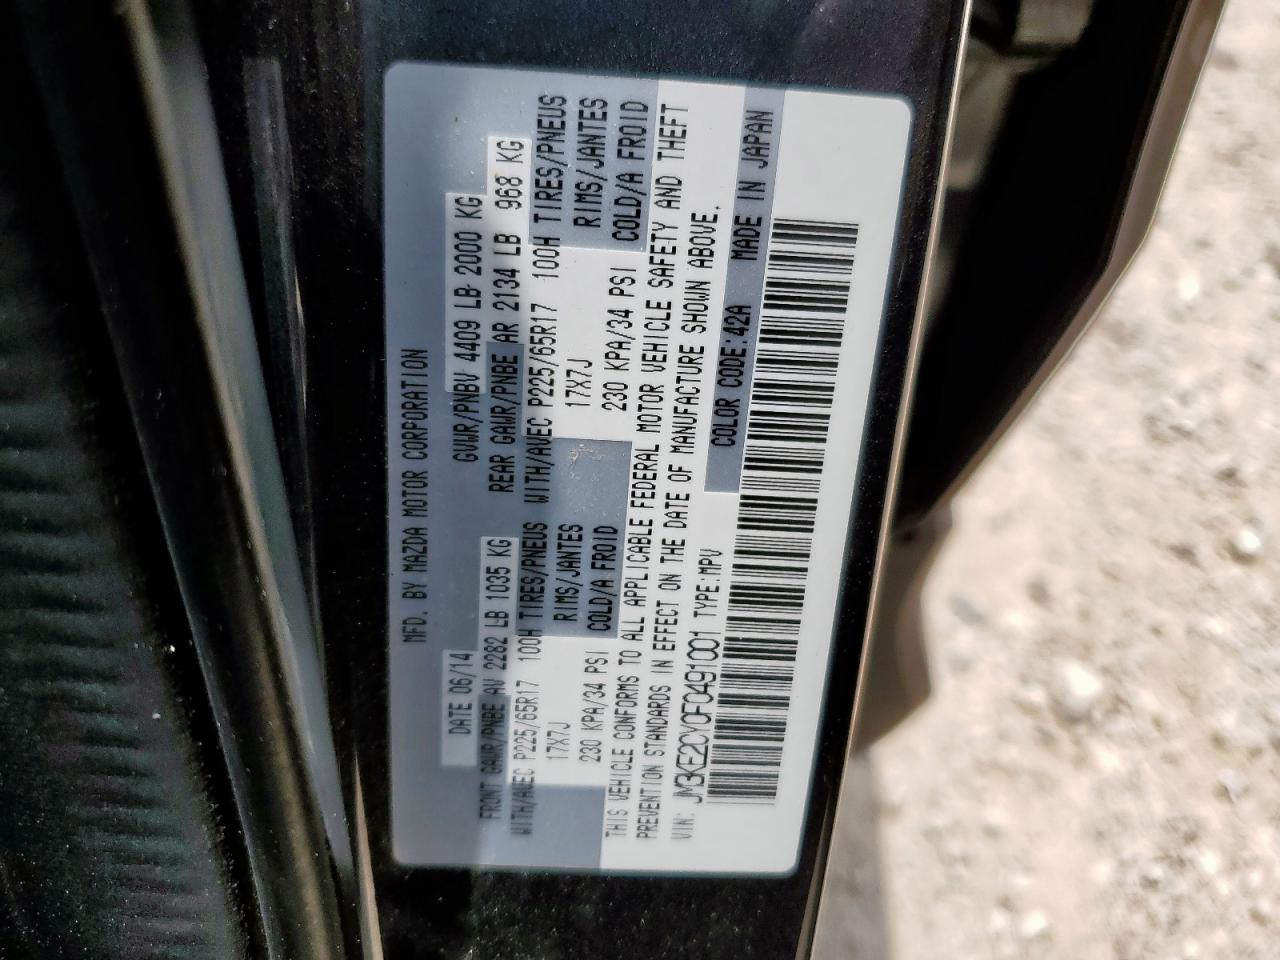 MFD. BY MAZDA MOTOR CORPORATION
DATE 06/14 GVWR/PNBV 4409 LB 2000 KG
FRONT GAWR/PNBE AV 2282 LB 1035 KG REAR GAWR/PNBE AR 2134 LB 968 KG
WITH/AVEC P225/65R17 100H TIRES/PNEUS WITH/AVEC P225/65R17 100H TIRES/PNEUS
17X7J RIMS/JANTES 17X7J RIMS/JANTES
230 KPA/34 PSI COLD/A FROID 230 KPA/34 PSI COLD/A FROID
THIS VEHICLE CONFORMS TO ALL APPLICABLE FEDERAL MOTOR VEHICLE SAFETY AND THEFT
PREVENTION STANDARDS IN EFFECT ON THE DATE OF MANUFACTURE SHOWN ABOVE.
VIN: JM3KE2CY0F0491001 TYPE:MPV COLOR CODE:42A MADE IN JAPAN